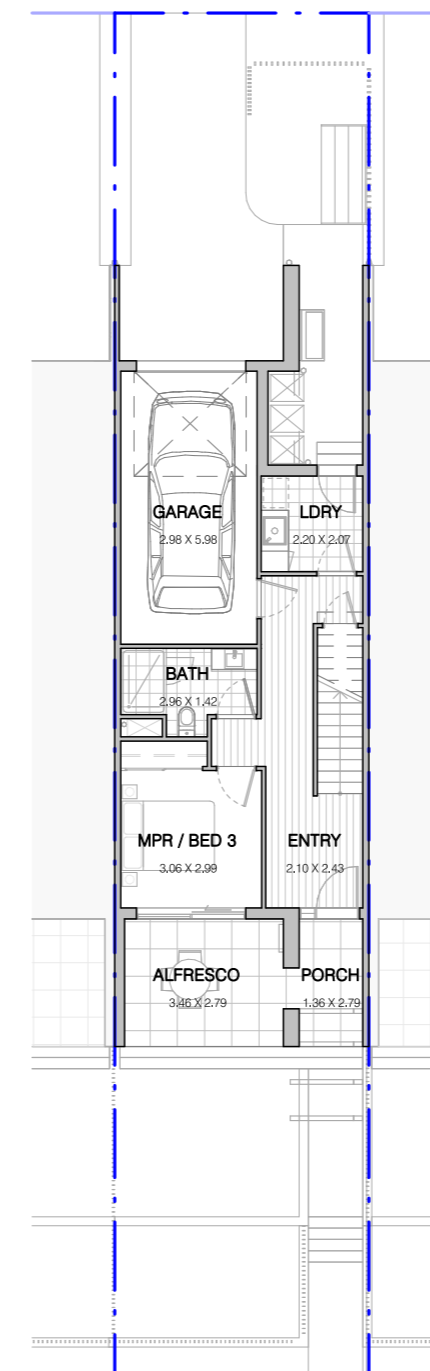 GARAGE
2.98 X 5.98
LDRY
2.20 X 2.07
BATH
2.96 X 1.42
MPR / BED 3
3.06 X 2.99
ENTRY
2.10 X 2.43
ALFRESCO
3.46 X 2.79
PORCH
1.36 X 2.79